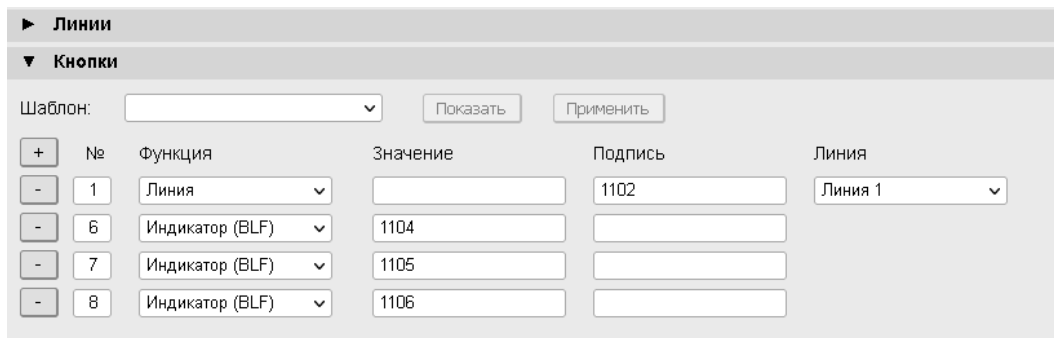 ► Линии
▼ Кнопки
Шаблон: Показать Применить
+ № Функция Значение Подпись Линия
- 1 Линия 1102 Линия 1
- 6 Индикатор (BLF) 1104
- 7 Индикатор (BLF) 1105
- 8 Индикатор (BLF) 1106